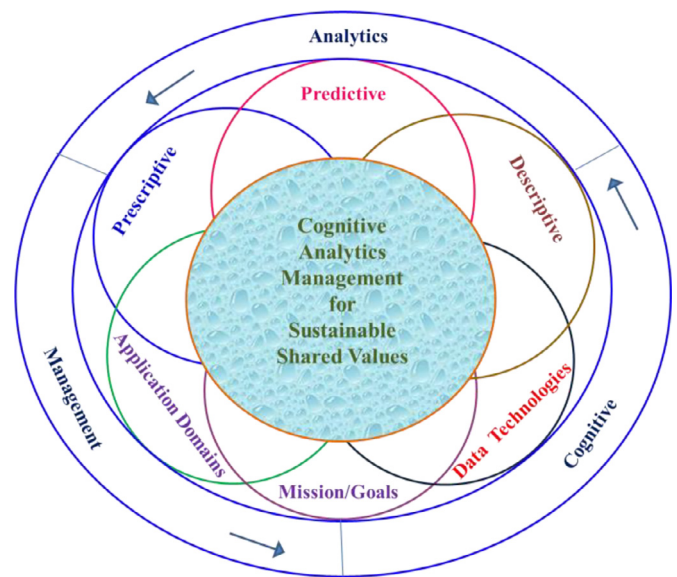 Analytics
Predictive
Prescriptive
Descriptive
Cognitive
Analytics
Management
for
Sustainable
Shared Values
Management
Application Domains
Mission/Goals
Data Technologies
Cognitive